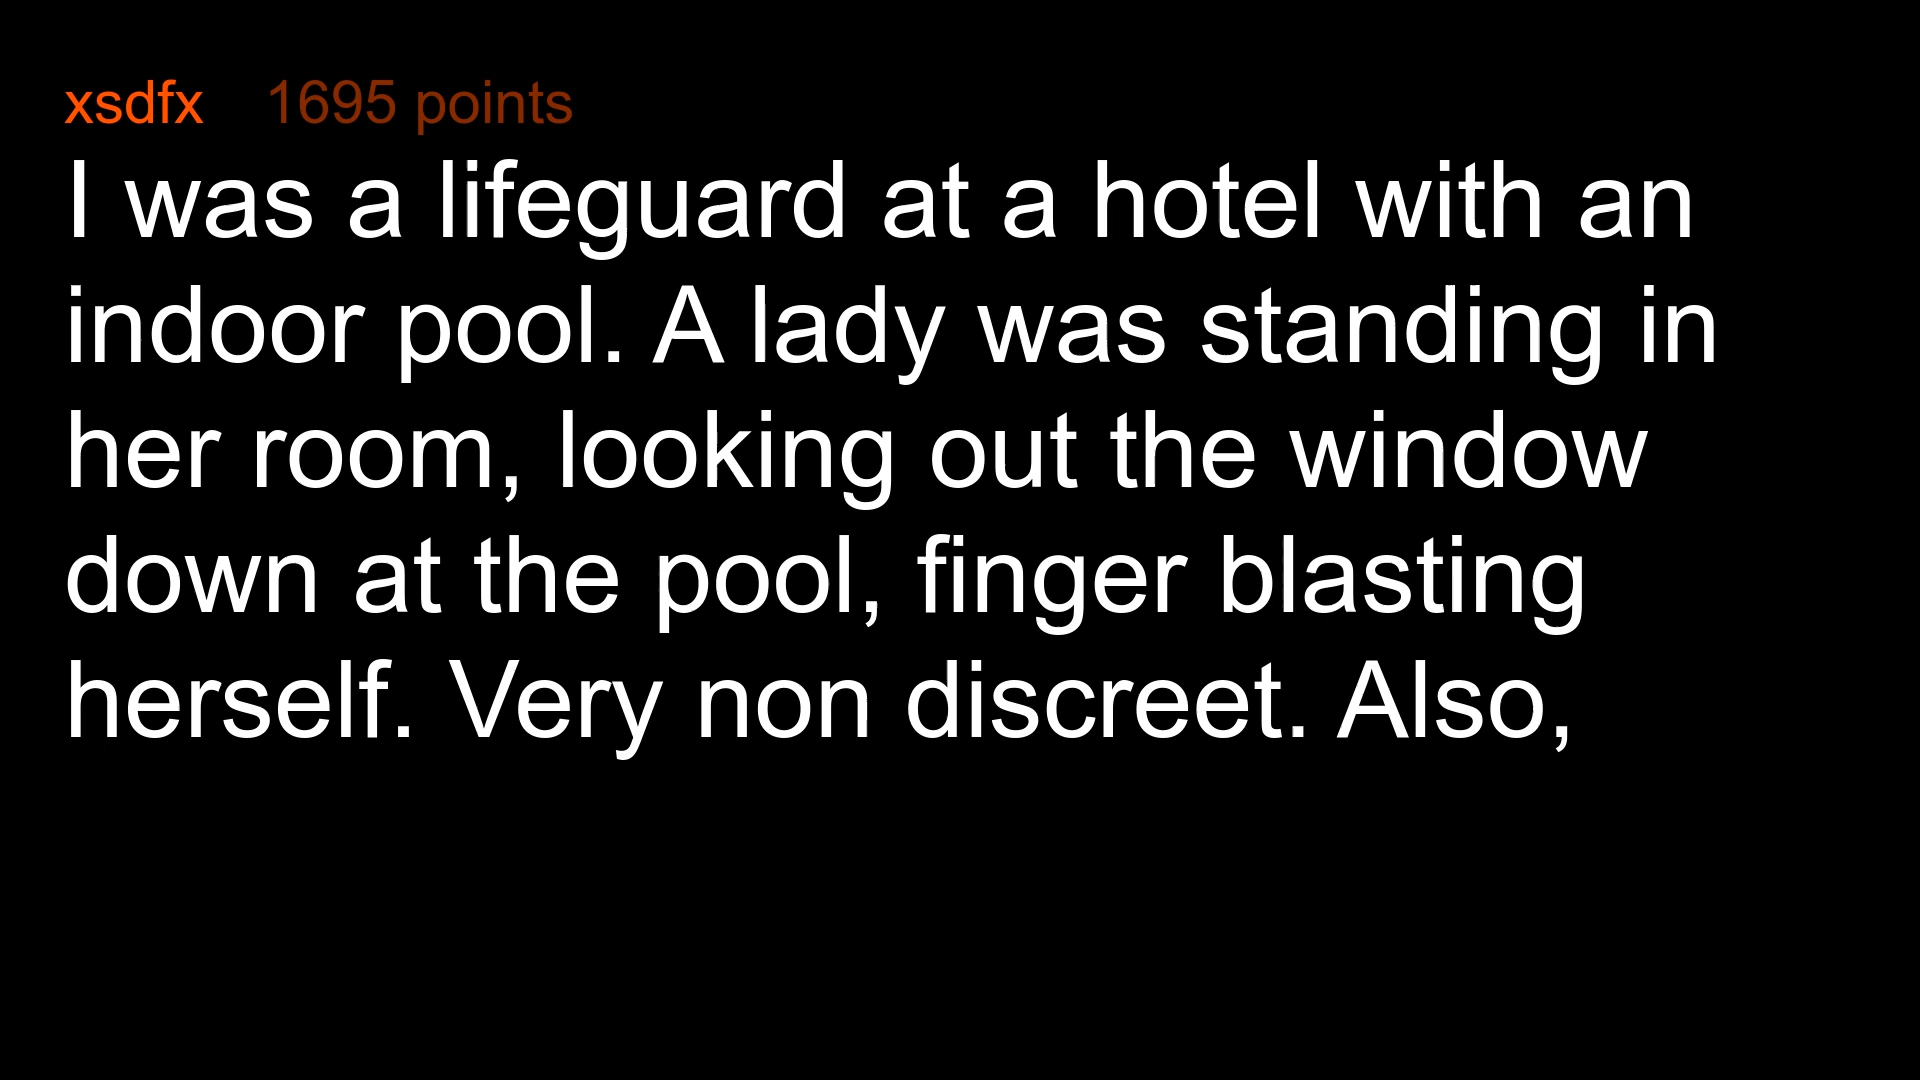 xsdfx 1695 points
I was a lifeguard at a hotel with an
indoor pool. A lady was standing in
her room, looking out the window
down at the pool, finger blasting
herself. Very non discreet. Also,